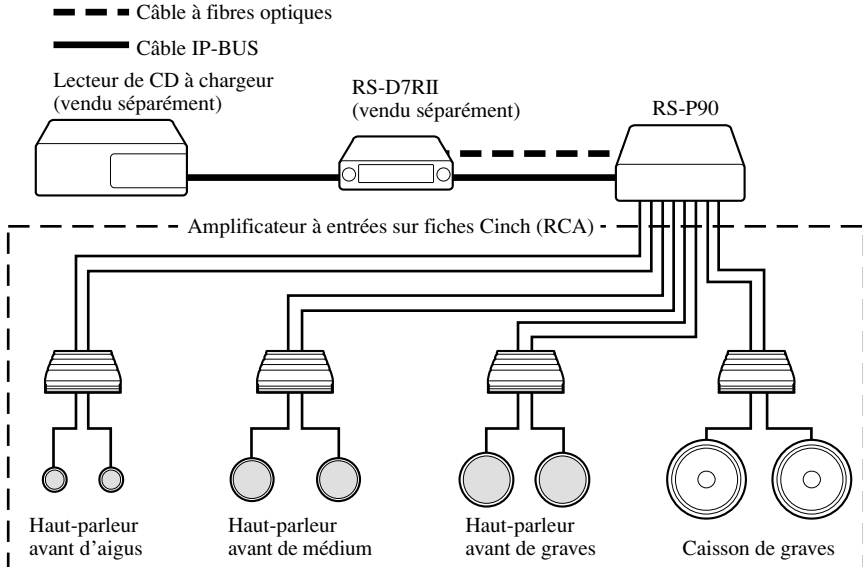 Câble à fibres optiques
Câble IP-BUS
Lecteur de CD à chargeur
(vendu séparément)
RS-D7RII
(vendu séparément)
RS-P90
Amplificateur à entrées sur fiches Cinch (RCA)
Haut-parleur
avant d’aigus
Haut-parleur
avant de médium
Haut-parleur
avant de graves
Caisson de graves